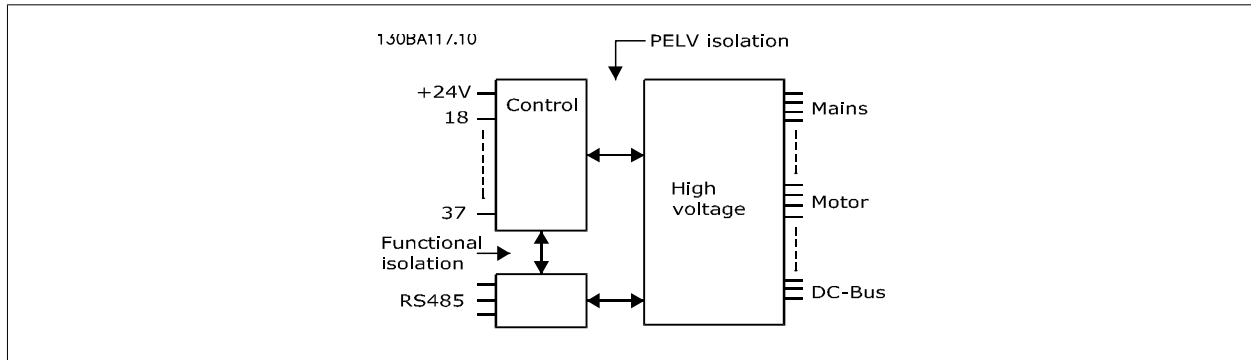 130BA117.10
PELV isolation
+24V
Control
18
Mains
High
voltage
37
Motor
Functional
isolation
RS485
DC-Bus